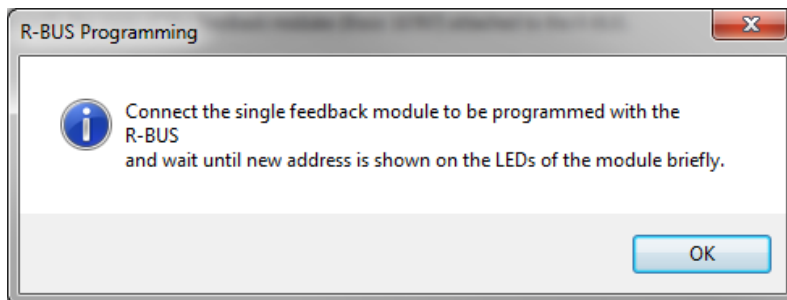 R-BUS Programming
Connect the single feedback module to be programmed with the
R-BUS
and wait until new address is shown on the LEDs of the module briefly.
OK